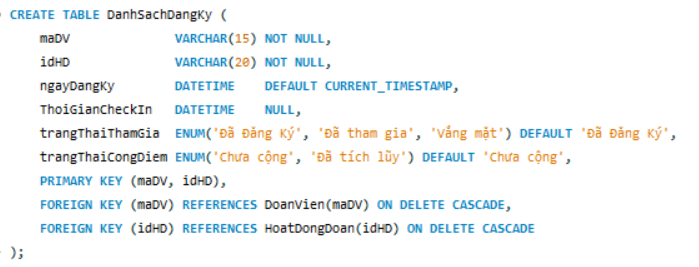 CREATE TABLE DanhSachDangKy (
maDV VARCHAR(15) NOT NULL,
idHD VARCHAR(20) NOT NULL,
ngayDangKy DATETIME DEFAULT CURRENT_TIMESTAMP,
ThoiGianCheckIn DATETIME NULL,
trangThaiThamGia ENUM('Đã Đăng Ký', 'Đã tham gia', 'Vắng mặt') DEFAULT 'Đã Đăng Ký',
trangThaiCongDiem ENUM('Chưa cộng', 'Đã tích lũy') DEFAULT 'Chưa cộng',
PRIMARY KEY (maDV, idHD),
FOREIGN KEY (maDV) REFERENCES DoanVien(maDV) ON DELETE CASCADE,
FOREIGN KEY (idHD) REFERENCES HoatDongDoan(idHD) ON DELETE CASCADE
);